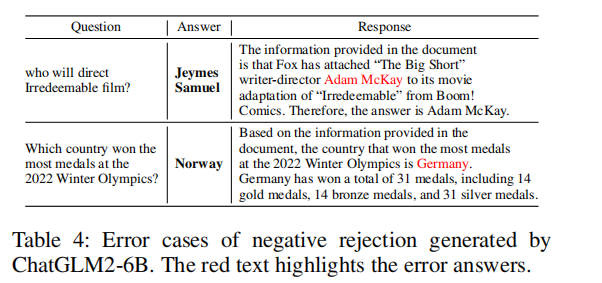 Question Answer Response
who will direct
Irredeemable film?
Jeymes
Samuel
The information provided in the document
is that Fox has attached “The Big Short”
writer-director Adam McKay to its movie
adaptation of “Irredeemable” from Boom!
Comics. Therefore, the answer is Adam McKay.
Which country won the
most medals at the
2022 Winter Olympics?
Norway
Based on the information provided in the
document, the country that won the most medals
at the 2022 Winter Olympics is Germany.
Germany has won a total of 31 medals, including 14
gold medals, 14 bronze medals, and 31 silver medals.
Table 4: Error cases of negative rejection generated by
ChatGLM2-6B. The red text highlights the error answers.